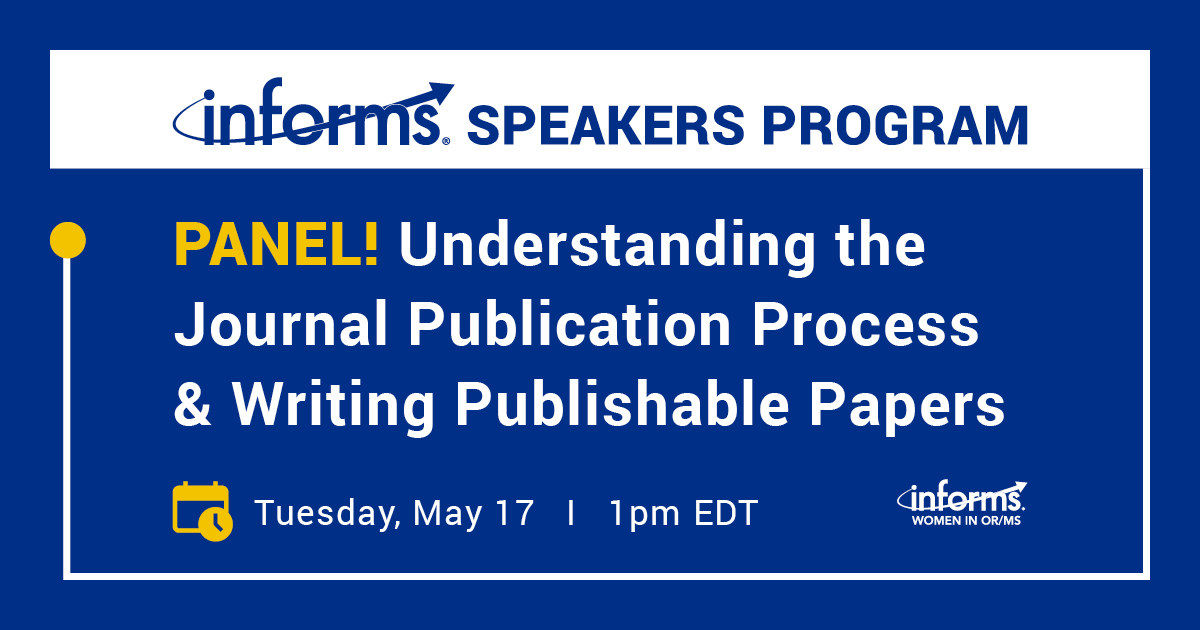 informs® SPEAKERS PROGRAM
PANEL! Understanding the
Journal Publication Process
& Writing Publishable Papers
Tuesday, May 17 | 1pm EDT
informs.
WOMEN IN OR/MS